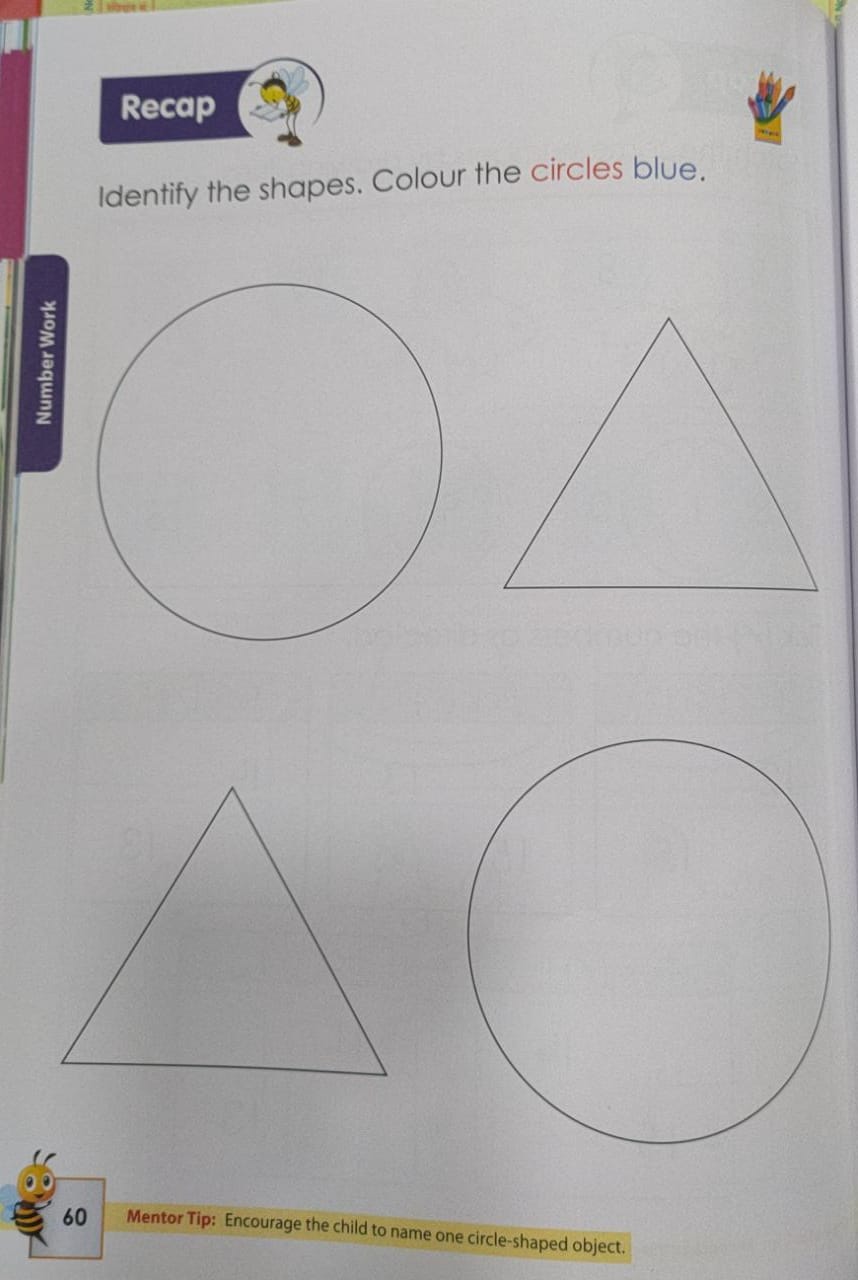 Recap
Identify the shapes. Colour the circles blue.
Number Work
60
Mentor Tip: Encourage the child to name one circle-shaped object.